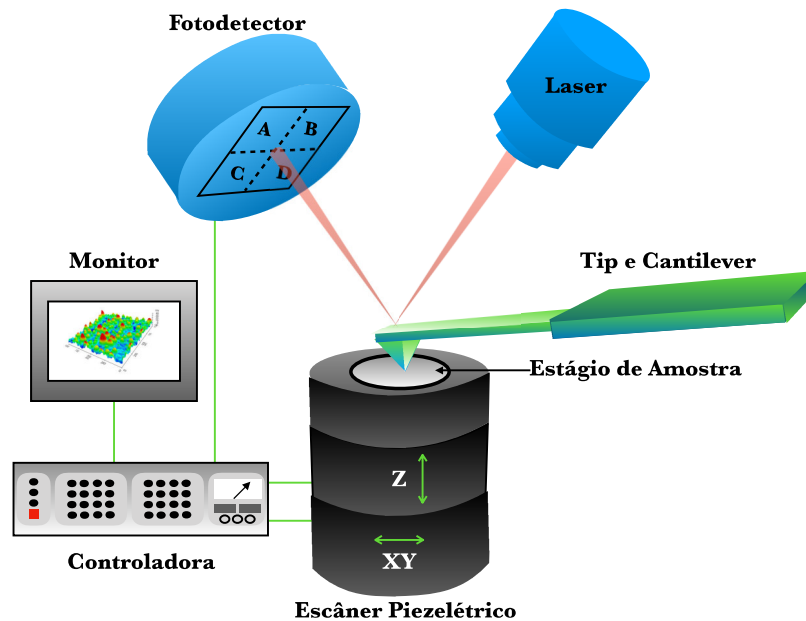 Fotodetector
Laser
A
B
C
D
Monitor
Tip e Cantilever
Estágio de Amostra
Z
XY
Controladora
Escâner Piezelétrico